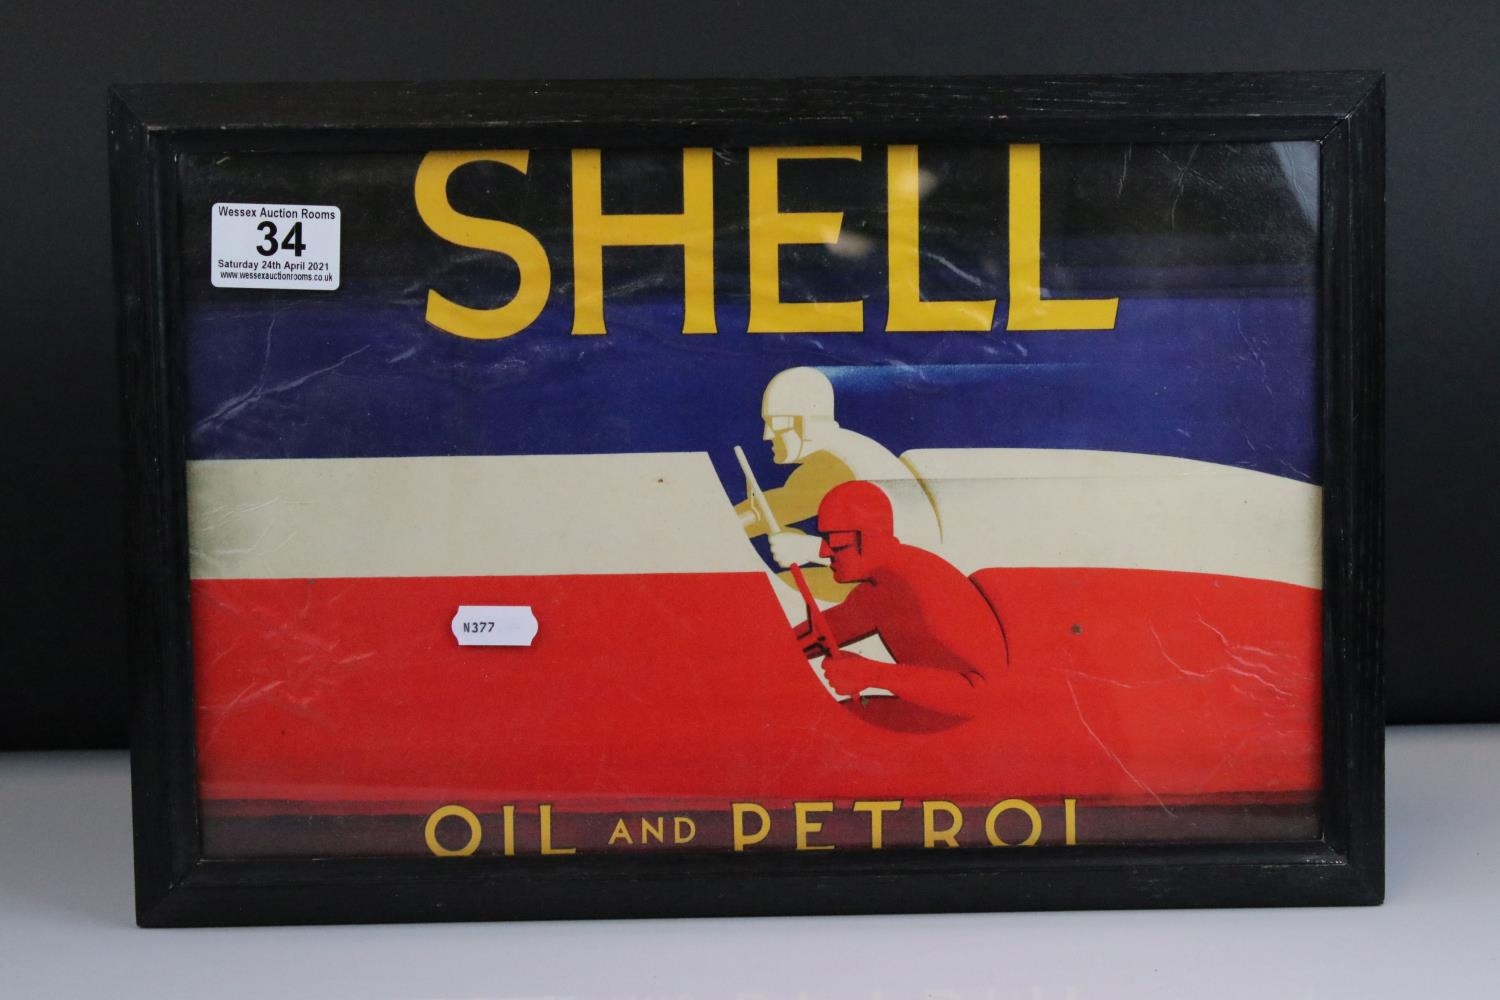 SHELL
Wessex Auction Rooms
34
Saturday 24th April 2021
www.wessexauctionrooms.co.uk
N377
OIL AND PETROL